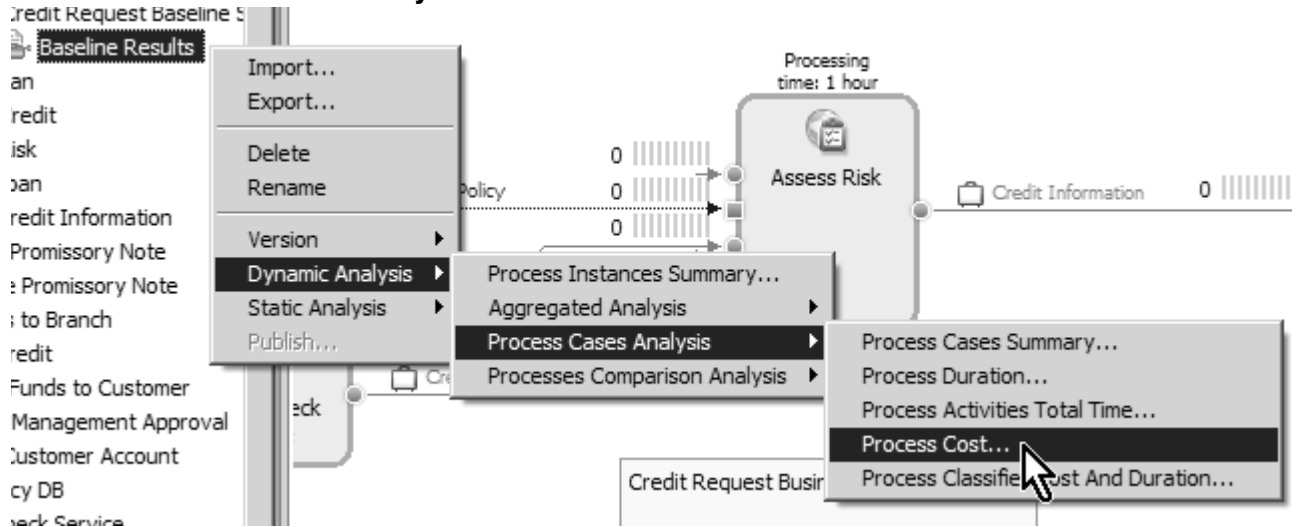 Credit Request Baseline S
Baseline Results
an
redit
isk
oan
redit Information
Promissory Note
e Promissory Note
s to Branch
redit
Funds to Customer
Management Approval
Customer Account
cy DB
heck Service
Import...
Export...
Delete
Rename
Version
Dynamic Analysis
Static Analysis
Publish...
Process Instances Summary...
Aggregated Analysis
Process Cases Analysis
Processes Comparison Analysis
Process Cases Summary...
Process Duration...
Process Activities Total Time...
Process Cost...
Process Classifie ost And Duration...
Processing
time: 1 hour
Assess Risk
0
Policy 0
0
Credit Information 0
Cre
eck
Credit Request Busin